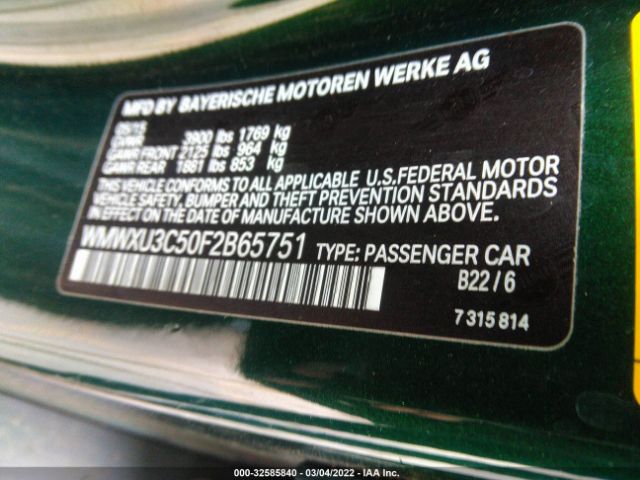 MFD BY BAYERISCHE MOTOREN WERKE AG
05/15
GVWR 3900 lbs 1769 kg
GAWR FRONT 2125 lbs 964 kg
GAWR REAR 1881 lbs 853 kg
THIS VEHICLE CONFORMS TO ALL APPLICABLE U.S.FEDERAL MOTOR
VEHICLE SAFETY, BUMPER AND THEFT PREVENTION STANDARDS
IN EFFECT ON THE DATE OF MANUFACTURE SHOWN ABOVE.
WMWXU3C50F2B65751 TYPE: PASSENGER CAR
B22/6
7315814
000-32585840 - 03/04/2022 - IAA Inc.